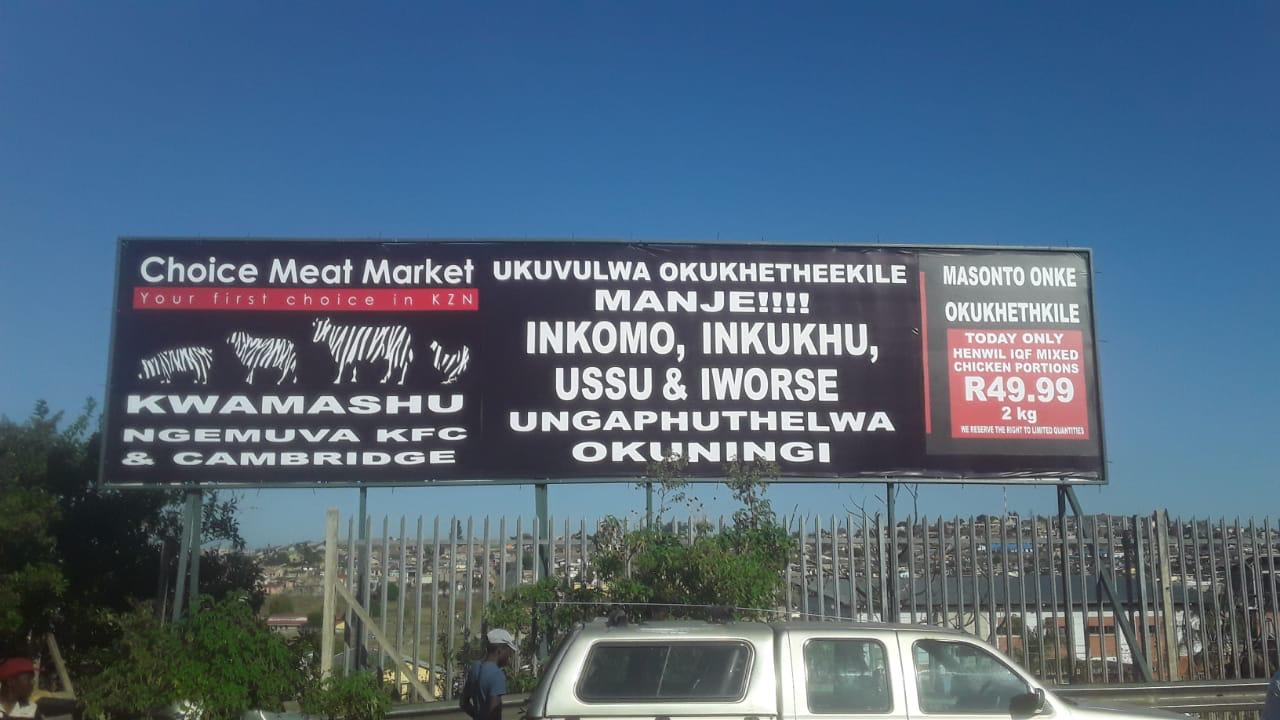 Choice Meat Market
Your first choice in KZN
KWAMASHU
NGEMUVA KFC
& CAMBRIDGE
UKUVULWA OKUKHETHEEKILE
MANJE!!!!
INKOMO, INKUKHU,
USSU & IWORSE
UNGAPHUTHELWA
OKUNINGI
MASONTO ONKE
OKUKHETHKILE
TODAY ONLY
HENWIL IQF MIXED
CHICKEN PORTIONS
R49.99
2 kg
WE RESERVE THE RIGHT TO LIMITED QUANTITIES